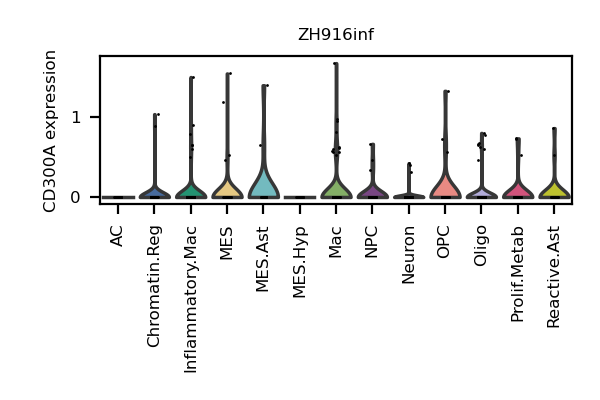 ZH916inf
CD300A expression
1
0
AC
Chromatin.Reg
Inflammatory.Mac
MES
MES.Ast
MES.Hyp
Mac
NPC
Neuron
OPC
Oligo
Prolif.Metab
Reactive.Ast